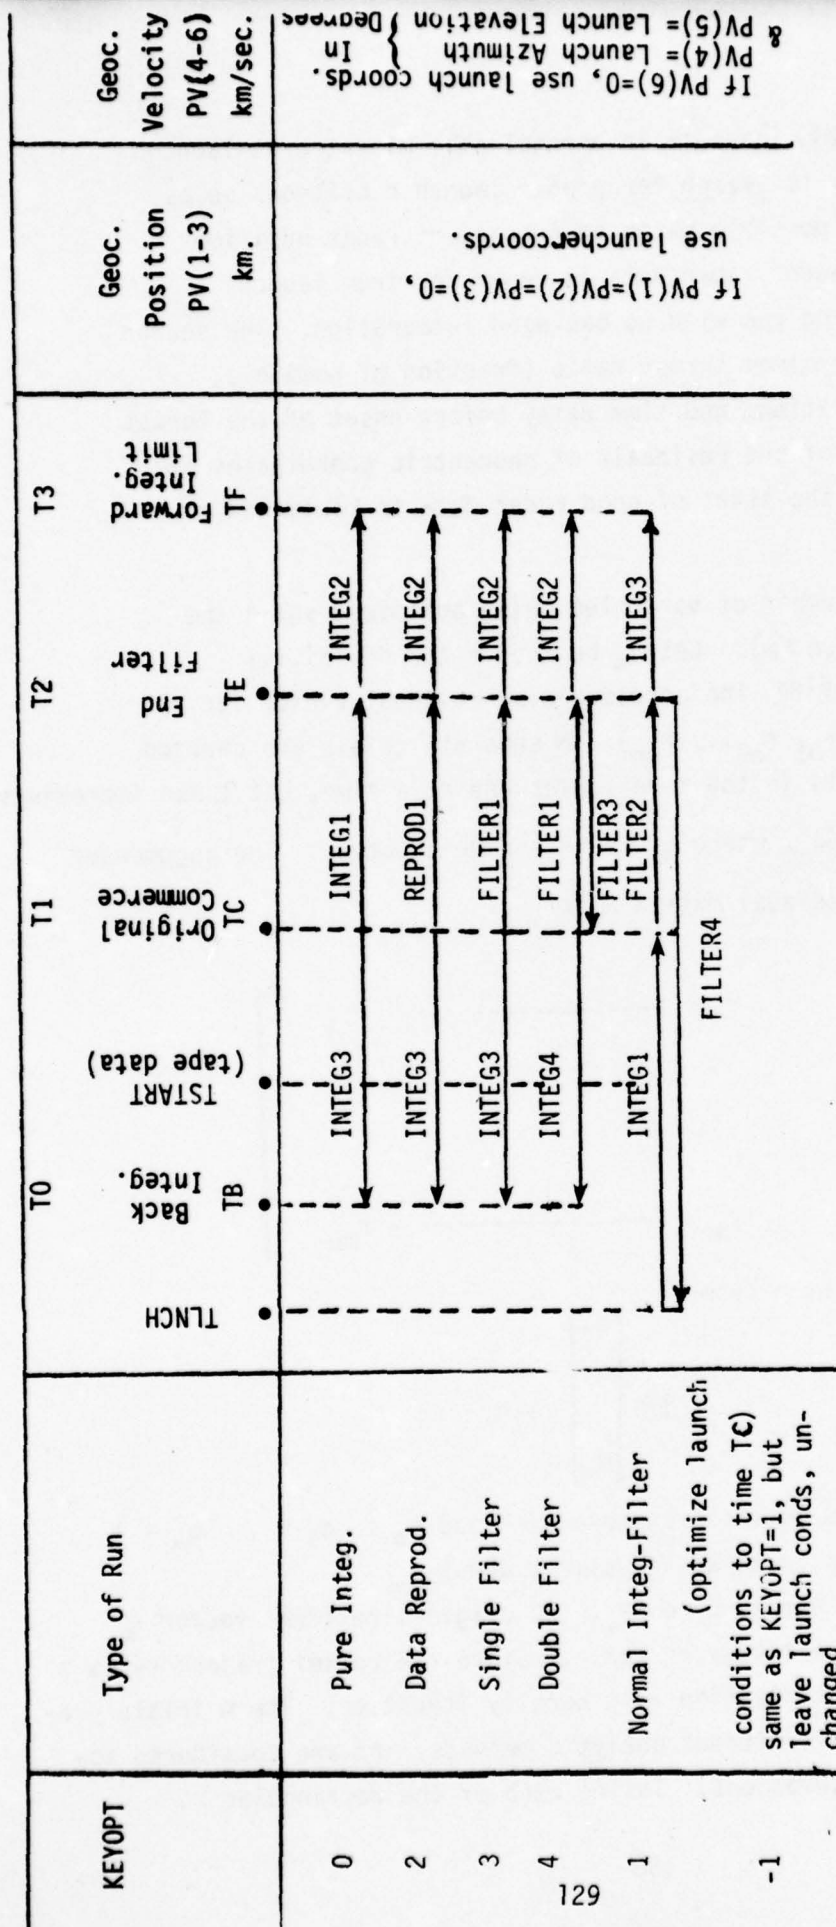 KEYOPT
Type of Run
T0
T1
T2
T3
Geoc.
Position
PV(1-3)
km.
Geoc.
Velocity
PV(4-6)
km/sec.
TLNCH
Back
Integ.
TB
TSTART
(tape data)
Original
Commerce
TC
End
Filter
TE
Forward
Integ.
Limit
TF
0
Pure Integ.
INTEG3
INTEG1
INTEG2
2
Data Reprod.
INTEG3
REPROD1
INTEG2
3
Single Filter
INTEG3
FILTER1
INTEG2
4
Double Filter
INTEG4
FILTER1
INTEG2
FILTER3
1
Normal Integ-Filter
INTEG1
FILTER2
INTEG3
(optimize launch
conditions to time TC)
FILTER4
-1
same as KEYOPT=1, but
leave launch conds, un-
changed
If PV(1)=PV(2)=PV(3)=0,
use launchercoords.
If PV(6)=0, use launch coords.
PV(4)= Launch Azimuth In
& PV(5)= Launch Elevation Degrees
129